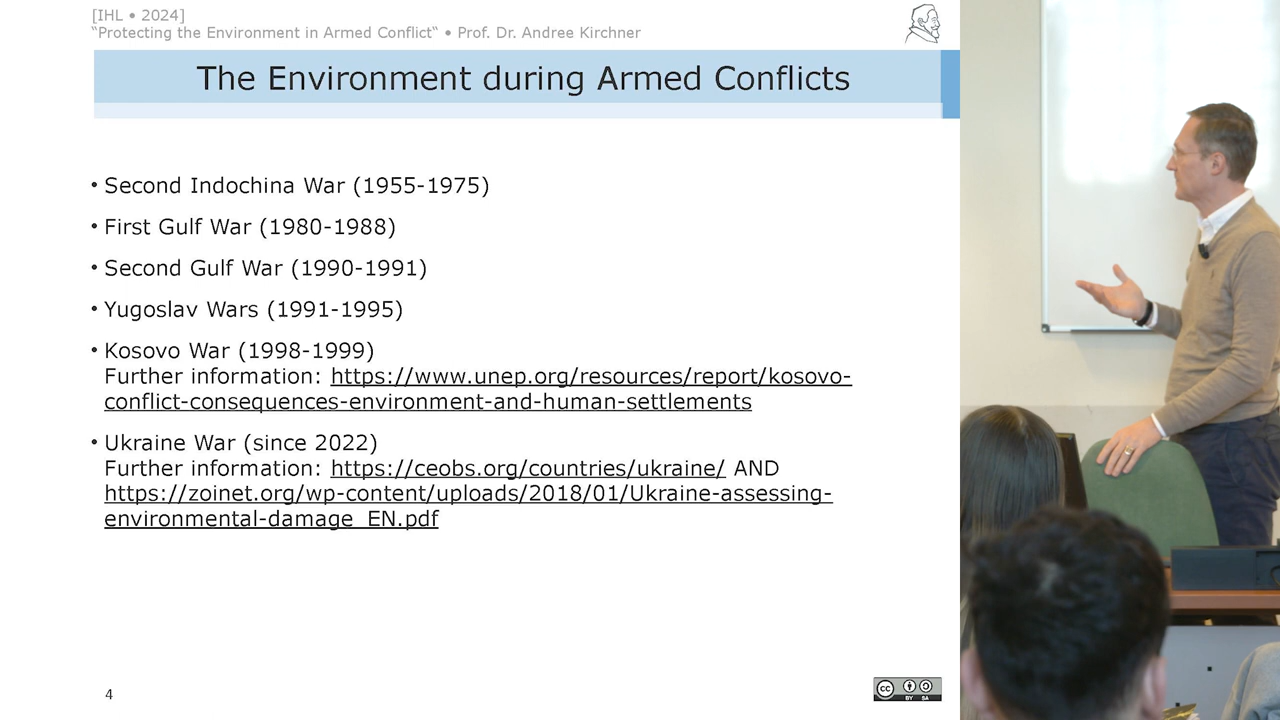 [IHL • 2024]
“Protecting the Environment in Armed Conflict“ • Prof. Dr. Andree Kirchner
The Environment during Armed Conflicts
• Second Indochina War (1955-1975)
• First Gulf War (1980-1988)
• Second Gulf War (1990-1991)
• Yugoslav Wars (1991-1995)
• Kosovo War (1998-1999)
Further information: https://www.unep.org/resources/report/kosovo-
conflict-consequences-environment-and-human-settlements
• Ukraine War (since 2022)
Further information: https://ceobs.org/countries/ukraine/ AND
https://zoinet.org/wp-content/uploads/2018/01/Ukraine-assessing-
environmental-damage_EN.pdf
4
cc
BY SA